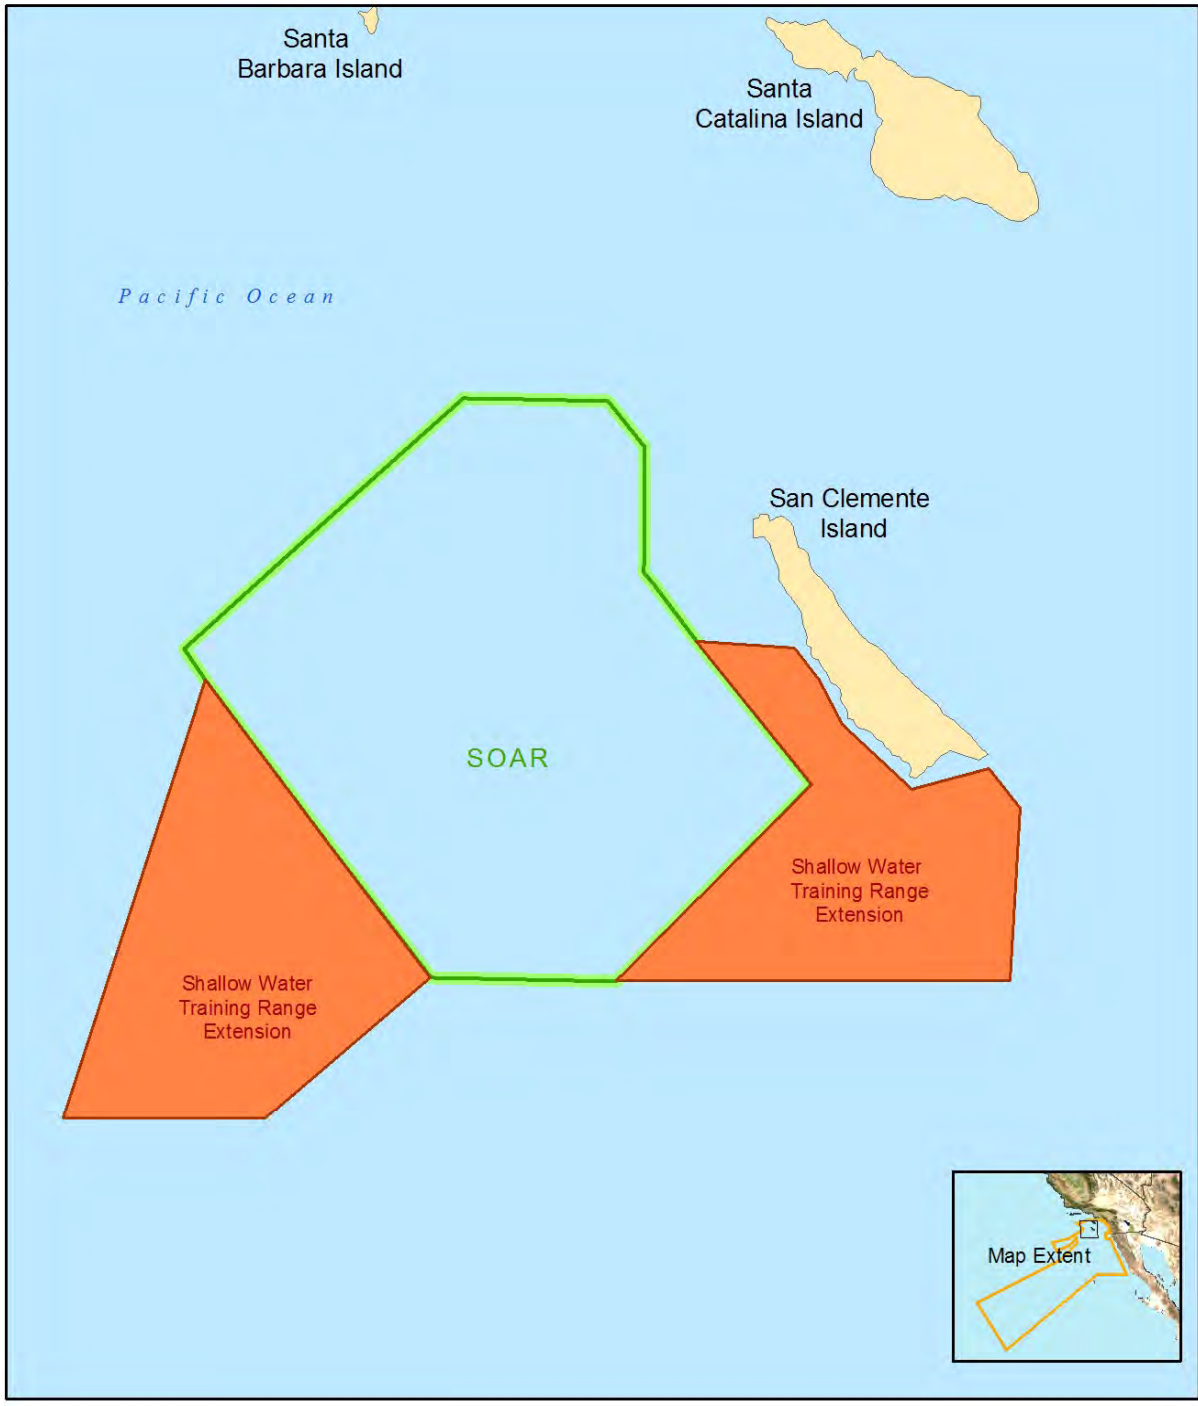 Santa
Barbara Island
Santa
Catalina Island
Pacific Ocean
San Clemente
Island
SOAR
Shallow Water
Training Range
Extension
Shallow Water
Training Range
Extension
Map Extent